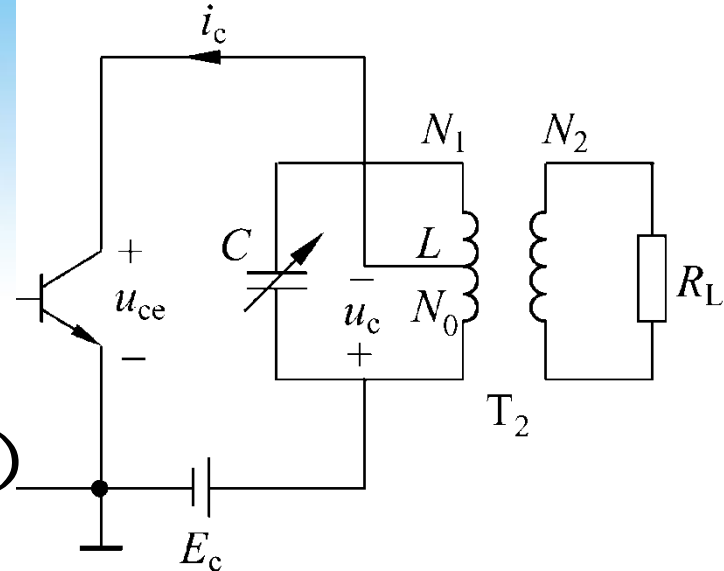 i_c
N_1
N_2
+
C
L
−
R_L
u_ce
u_c
N_0
−
+
T_2
)
E_c